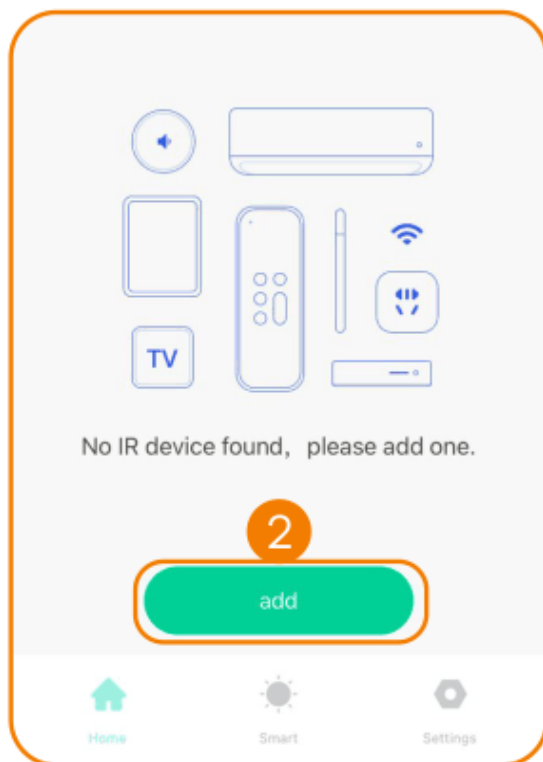 TV
No IR device found，please add one.
2
add
Home
Smart
Settings